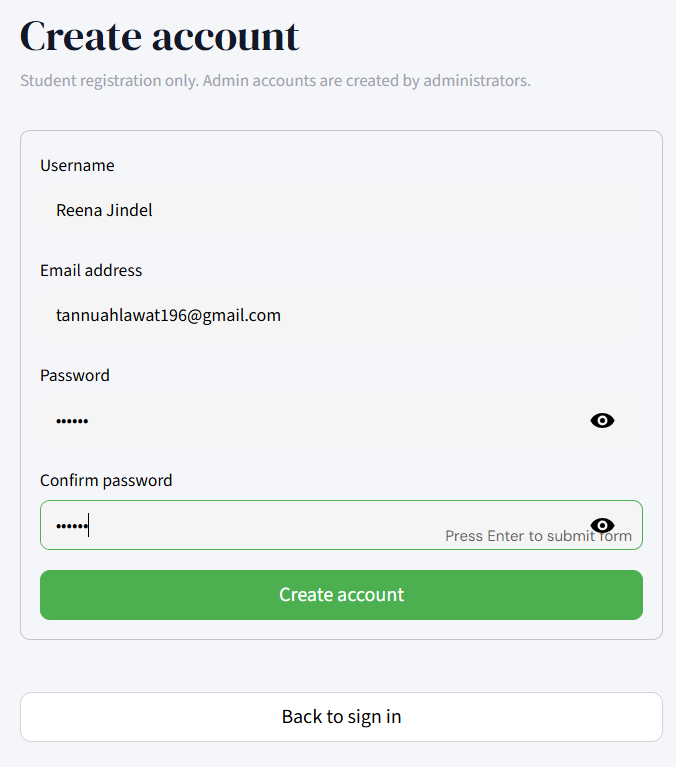 Create account
Student registration only. Admin accounts are created by administrators.
Username
Reena Jindel
Email address
tannuahlawat196@gmail.com
Password
••••••
Confirm password
••••••
Press Enter to submit form
Create account
Back to sign in